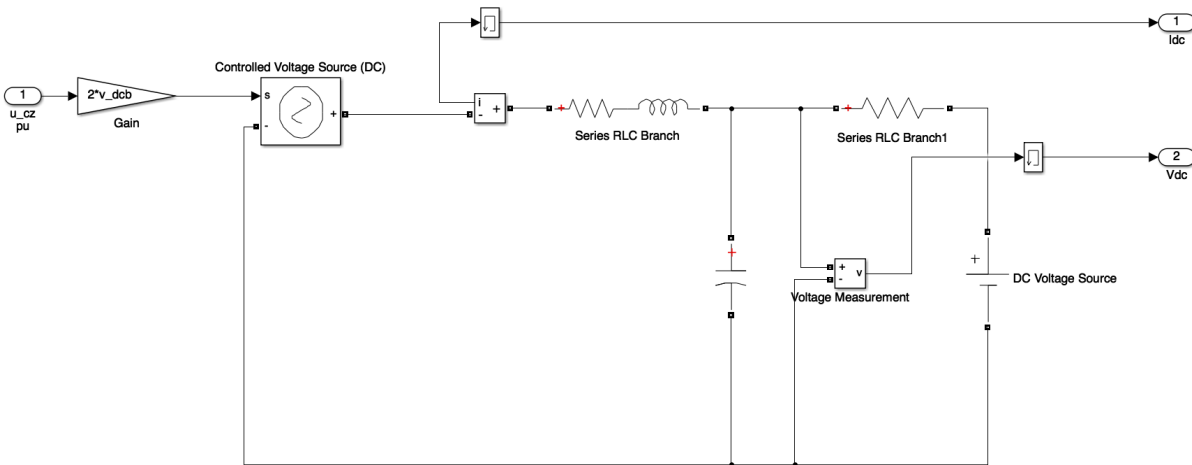 1
Idc
Controlled Voltage Source (DC)
1
u_cz
pu
2*v_dcb
Gain
s
-
+
i
-
+
+
Series RLC Branch
+
Series RLC Branch1
2
Vdc
+
+
-
v
Voltage Measurement
+
DC Voltage Source